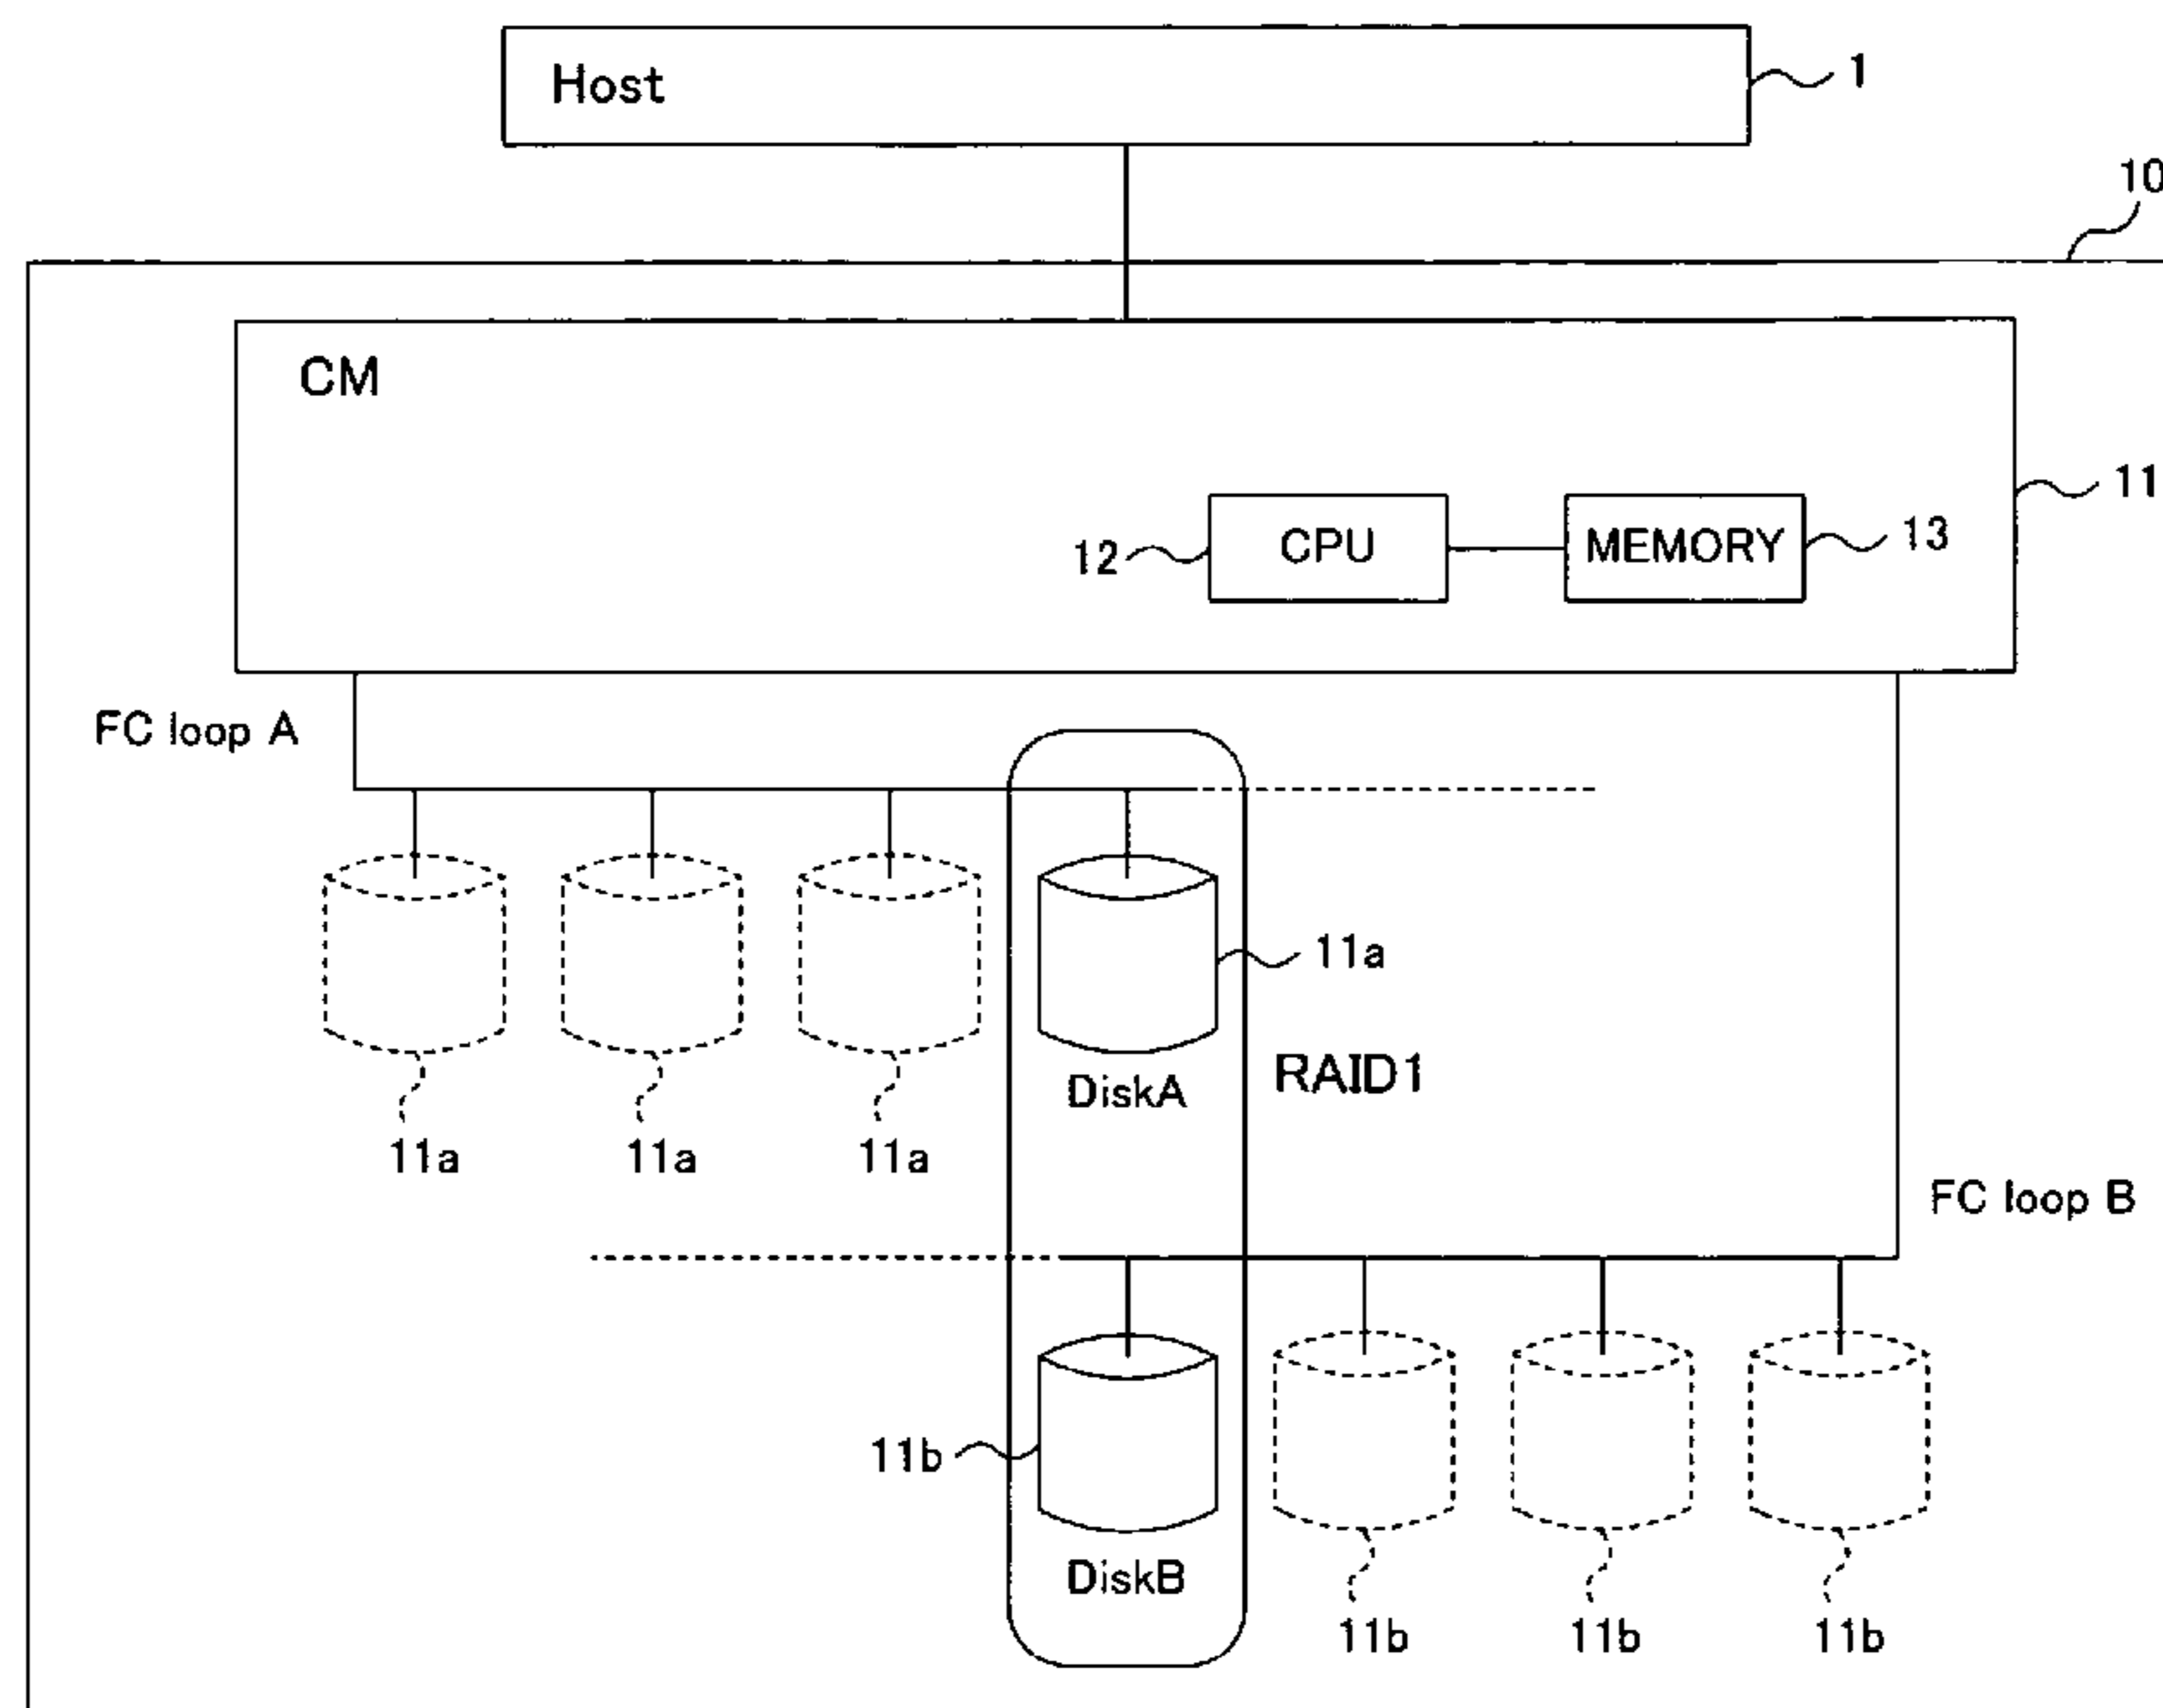 Host
1
10
CM
11
12
CPU
MEMORY
13
FC loop A
11a
DiskA
RAID1
11a
11a
11a
FC loop B
11b
DiskB
11b
11b
11b